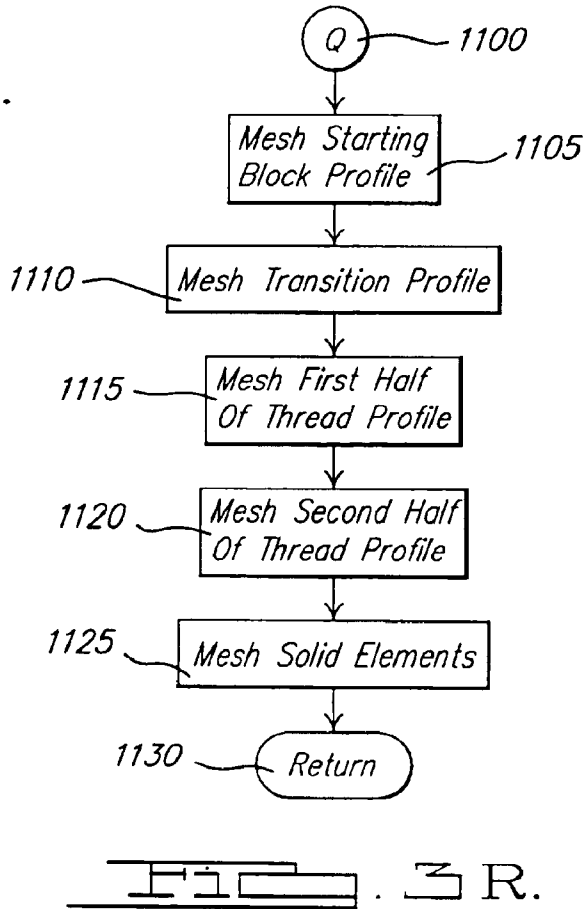 Q
1100
Mesh Starting
Block Profile
1105
1110
Mesh Transition Profile
1115
Mesh First Half
Of Thread Profile
1120
Mesh Second Half
Of Thread Profile
1125
Mesh Solid Elements
1130
Return
FIG. 3R.